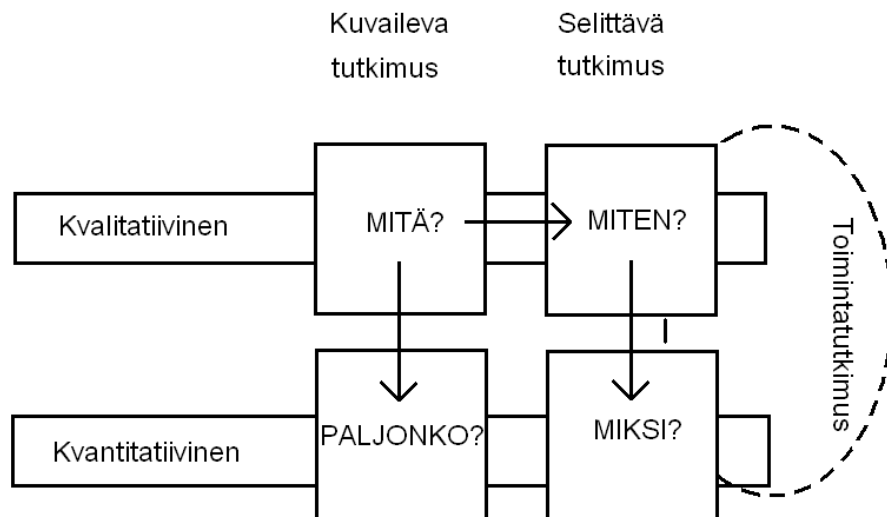 Kuvaileva
tutkimus
Selittävä
tutkimus
Kvalitatiivinen
MITÄ?
MITEN?
Toimintatutkimus
Kvantitatiivinen
PALJONKO?
MIKSI?